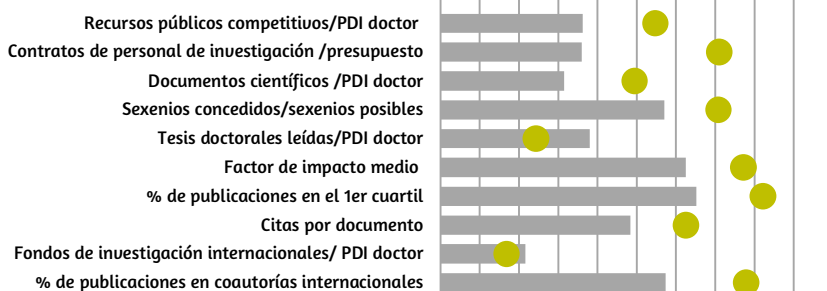 Recursos públicos competitivos/PDI doctor
Contratos de personal de investigación /presupuesto
Documentos científicos /PDI doctor
Sexenios concedidos/sexenios posibles
Tesis doctorales leídas/PDI doctor
Factor de impacto medio
% de publicaciones en el 1er cuartil
Citas por documento
Fondos de investigación internacionales/ PDI doctor
% de publicaciones en coautorías internacionales